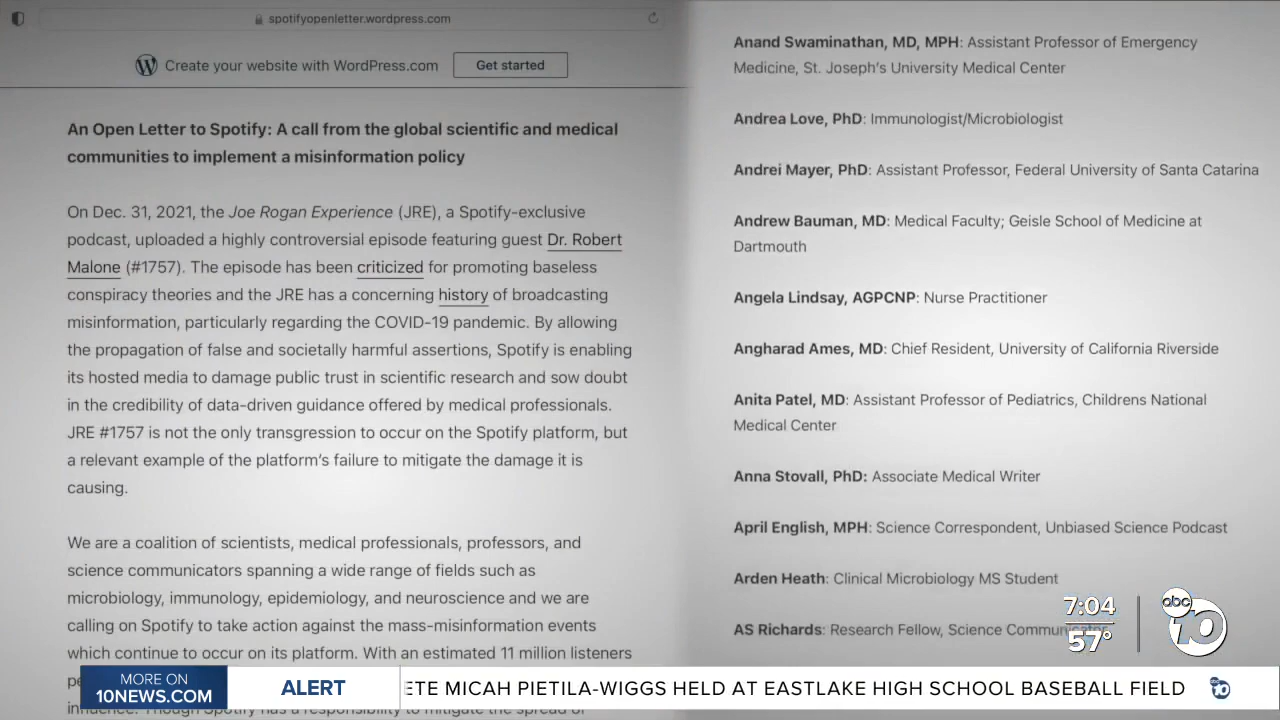 spotifyopenletter.wordpress.com
Create your website with WordPress.com
Get started
An Open Letter to Spotify: A call from the global scientific and medical
communities to implement a misinformation policy
On Dec. 31, 2021, the Joe Rogan Experience (JRE), a Spotify-exclusive
podcast, uploaded a highly controversial episode featuring guest Dr. Robert
Malone (#1757). The episode has been criticized for promoting baseless
conspiracy theories and the JRE has a concerning history of broadcasting
misinformation, particularly regarding the COVID-19 pandemic. By allowing
the propagation of false and societally harmful assertions, Spotify is enabling
its hosted media to damage public trust in scientific research and sow doubt
in the credibility of data-driven guidance offered by medical professionals.
JRE #1757 is not the only transgression to occur on the Spotify platform, but
a relevant example of the platform's failure to mitigate the damage it is
causing.
We are a coalition of scientists, medical professionals, professors, and
science communicators spanning a wide range of fields such as
microbiology, immunology, epidemiology, and neuroscience and we are
calling on Spotify to take action against the mass-misinformation events
which continue to occur on its platform. With an estimated 11 million listeners
Anand Swaminathan, MD, MPH: Assistant Professor of Emergency
Medicine, St. Joseph's University Medical Center
Andrea Love, PhD: Immunologist/Microbiologist
Andrei Mayer, PhD: Assistant Professor, Federal University of Santa Catarina
Andrew Bauman, MD: Medical Faculty; Geisle School of Medicine at
Dartmouth
Angela Lindsay, AGPCNP: Nurse Practitioner
Angharad Ames, MD: Chief Resident, University of California Riverside
Anita Patel, MD: Assistant Professor of Pediatrics, Childrens National
Medical Center
Anna Stovall, PhD: Associate Medical Writer
April English, MPH: Science Correspondent, Unbiased Science Podcast
Arden Heath: Clinical Microbiology MS Student
AS Richards: Research Fellow, Science Communicator
7:04
57°
abc 10
MORE ON
10NEWS.COM
ALERT
ETE MICAH PIETILA-WIGGS HELD AT EASTLAKE HIGH SCHOOL BASEBALL FIELD
abc 10